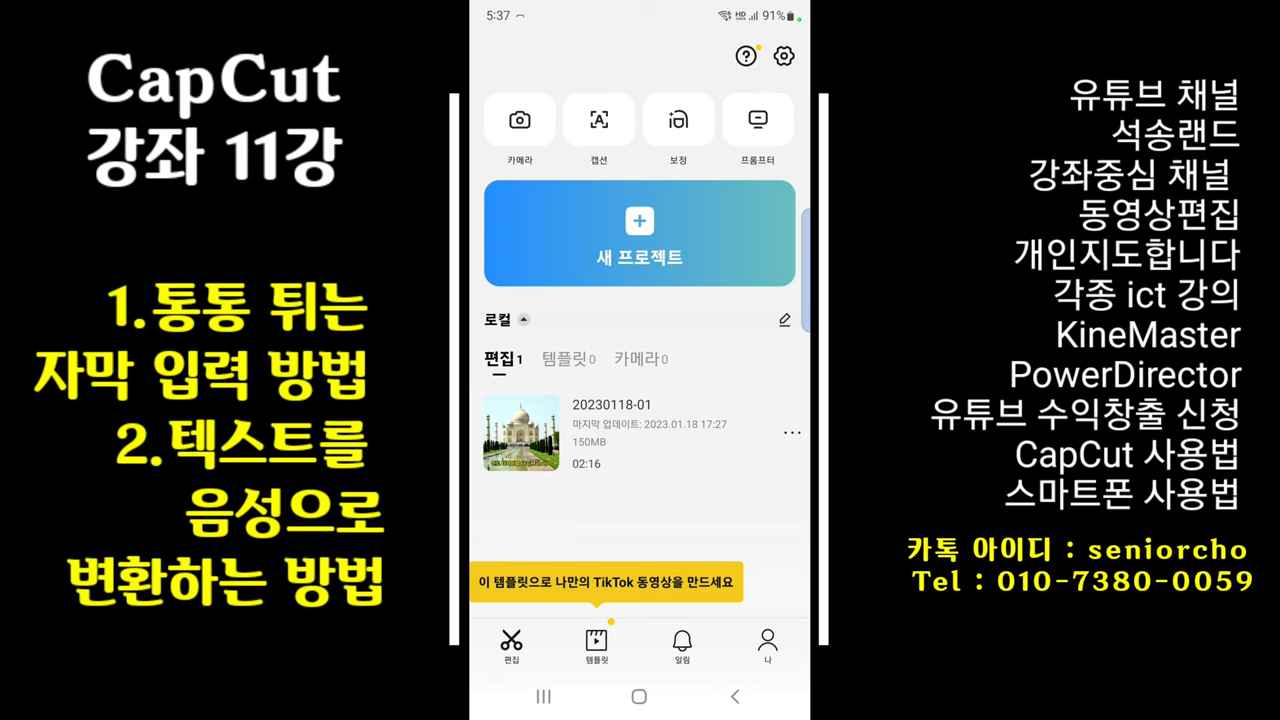 CapCut
강좌 11강
1.통통 튀는
자막 입력 방법
2.텍스트를
음성으로
변환하는 방법
5:37
91%
카메라
캡션
보정
프롬프터
새 프로젝트
로컬
편집1
템플릿0
카메라0
20230118-01
마지막 업데이트: 2023.01.18 17:27
150MB
02:16
이 템플릿으로 나만의 TikTok 동영상을 만드세요
편집
템플릿
알림
나
유튜브 채널
석송랜드
강좌중심 채널
동영상편집
개인지도합니다
각종 ict 강의
KineMaster
PowerDirector
유튜브 수익창출 신청
CapCut 사용법
스마트폰 사용법
카톡 아이디 : seniorcho
Tel : 010-7380-0059